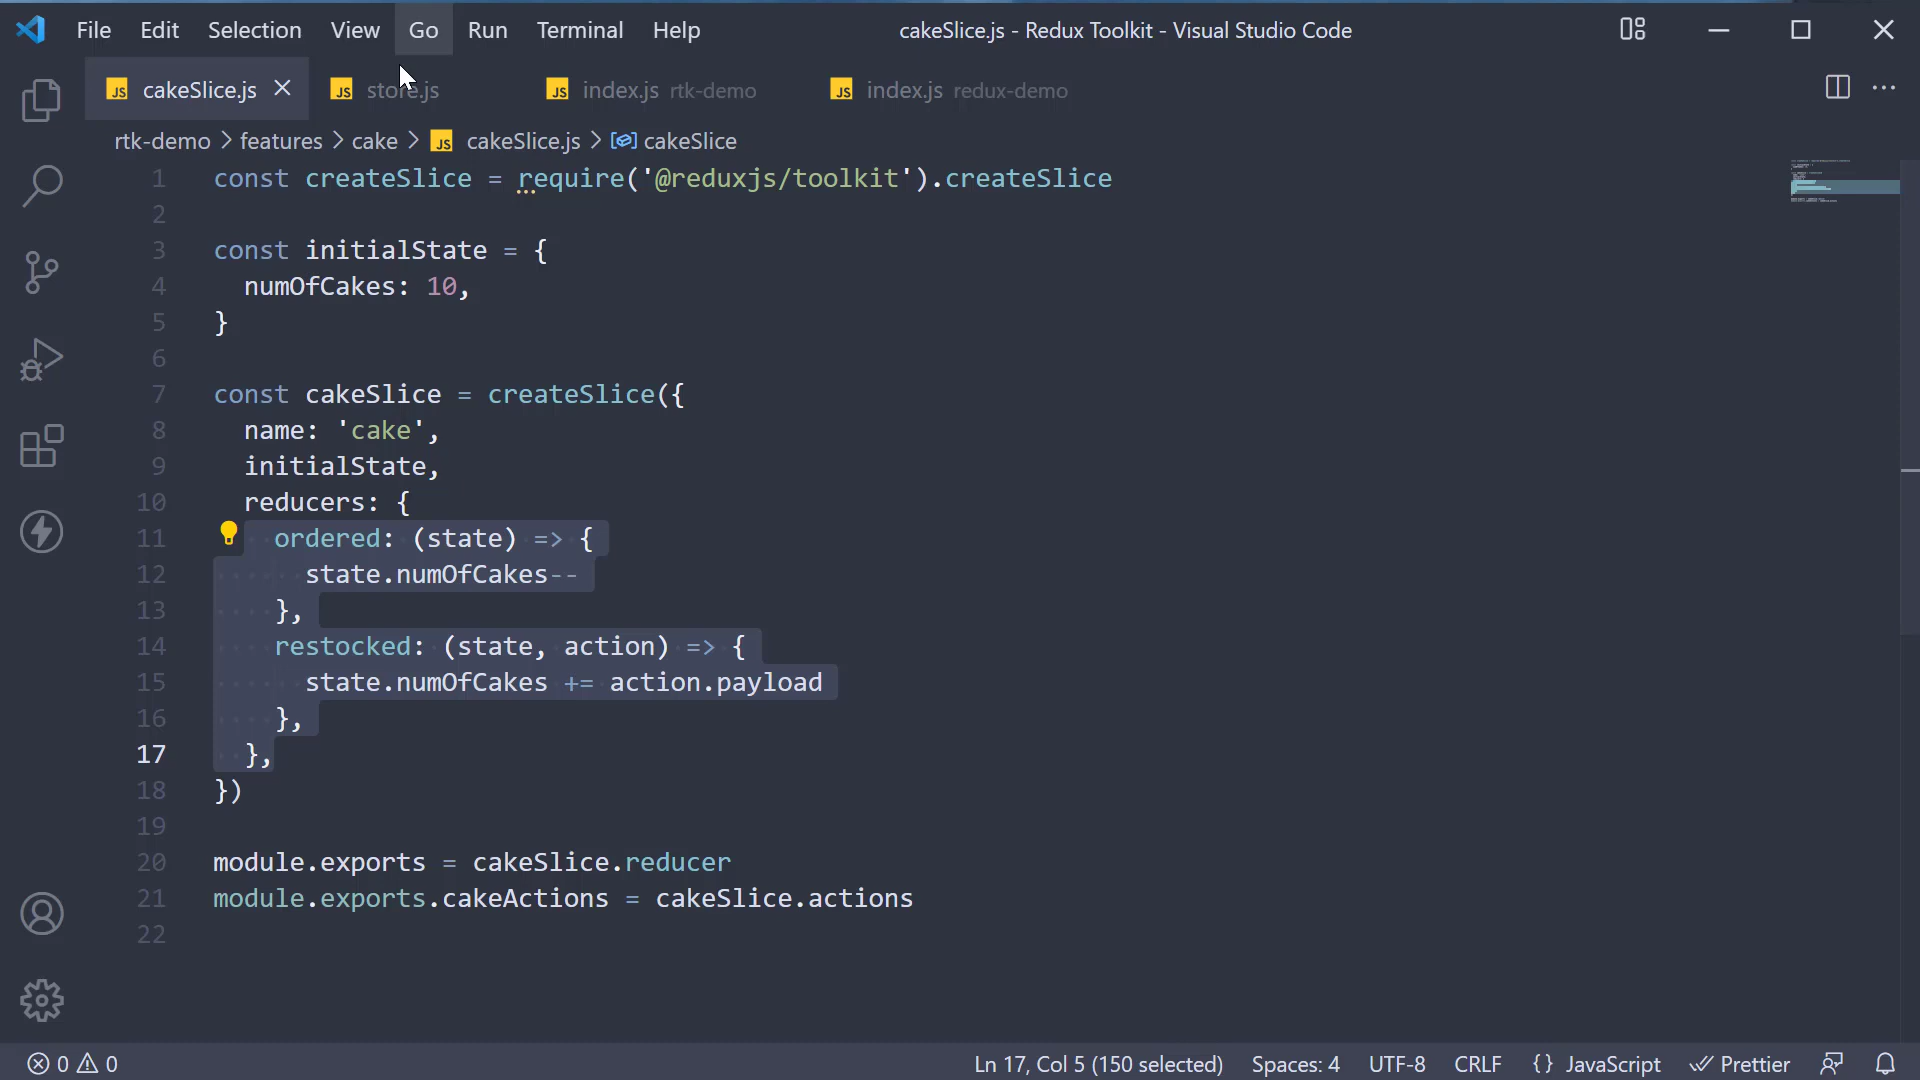 File Edit Selection View Go Run Terminal Help cakeSlice.js - Redux Toolkit - Visual Studio Code
JS cakeSlice.js JS store.js JS index.js rtk-demo JS index.js redux-demo
rtk-demo > features > cake > JS cakeSlice.js > cakeSlice
1 const createSlice = require('@reduxjs/toolkit').createSlice
2
3 const initialState = {
4 numOfCakes: 10,
5 }
6
7 const cakeSlice = createSlice({
8 name: 'cake',
9 initialState,
10 reducers: {
11 ordered: (state) => {
12 state.numOfCakes--
13 },
14 restocked: (state, action) => {
15 state.numOfCakes += action.payload
16 },
17 },
18 })
19
20 module.exports = cakeSlice.reducer
21 module.exports.cakeActions = cakeSlice.actions
22
0 0 Ln 17, Col 5 (150 selected) Spaces: 4 UTF-8 CRLF {} JavaScript Prettier